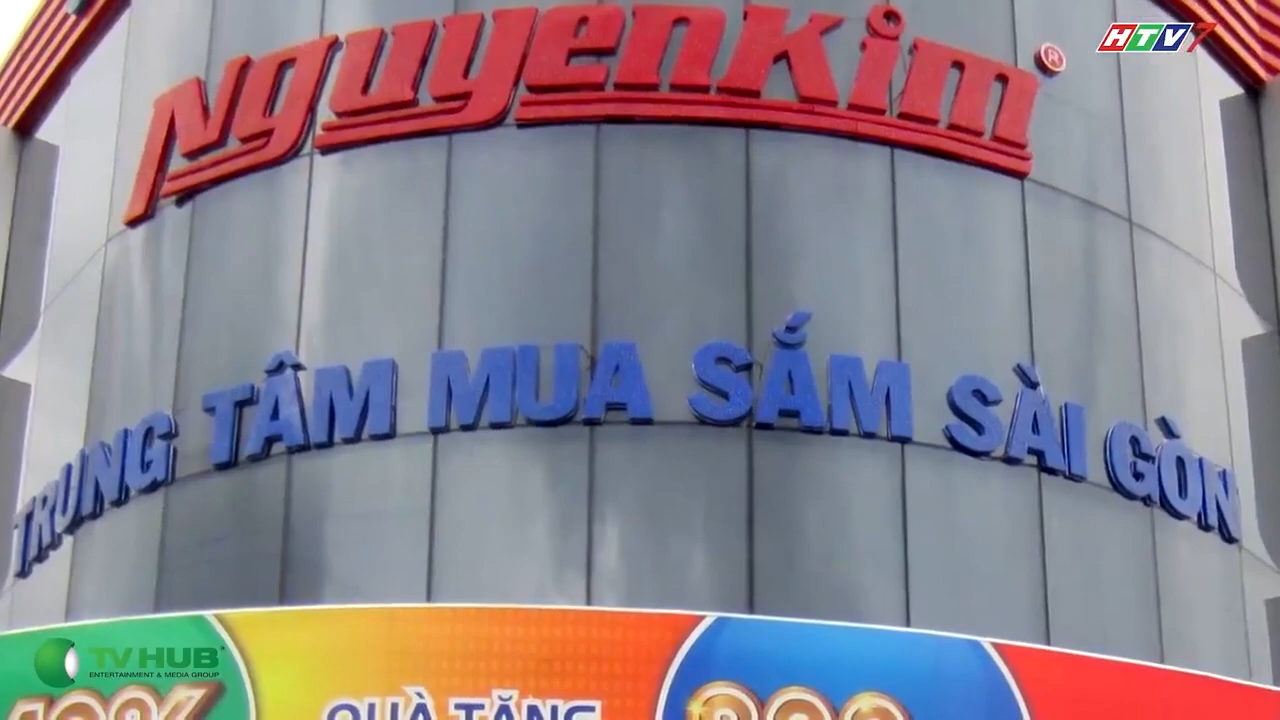 HTV7
NguyenKim®
TRUNG TÂM MUA SẮM SÀI GÒN
TV HUB
ENTERTAINMENT & MEDIA GROUP
QUÀ TẶNG